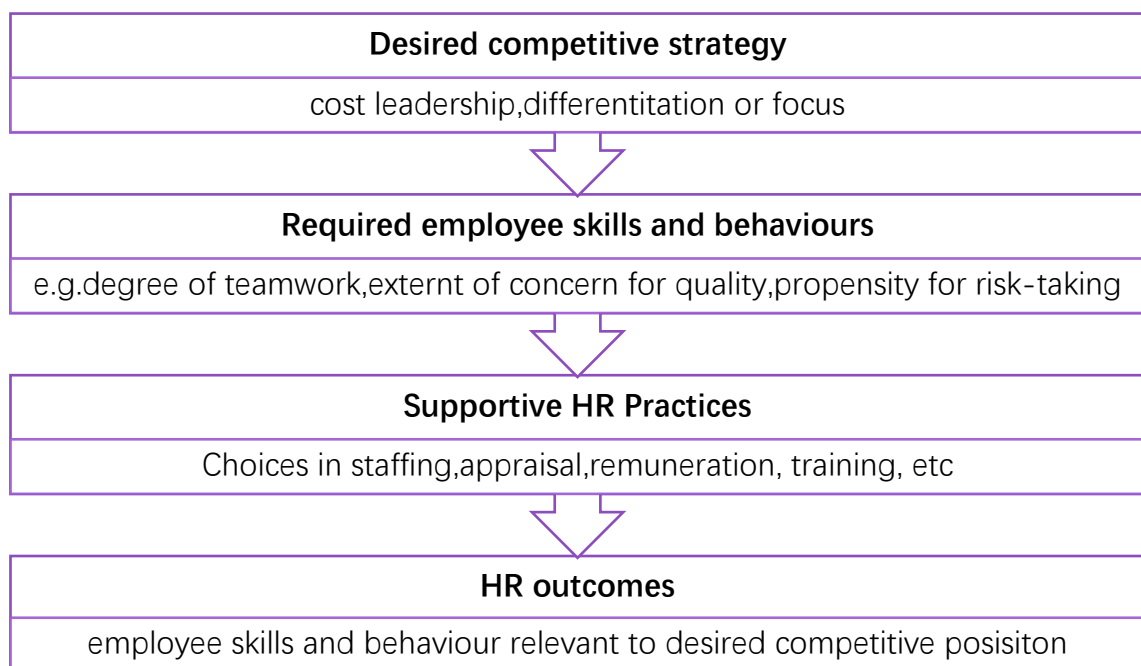 Desired competitive strategy
cost leadership,differentitation or focus
Required employee skills and behaviours
e.g.degree of teamwork,externt of concern for quality,propensity for risk-taking
Supportive HR Practices
Choices in staffing,appraisal,remuneration, training, etc
HR outcomes
employee skills and behaviour relevant to desired competitive posisiton